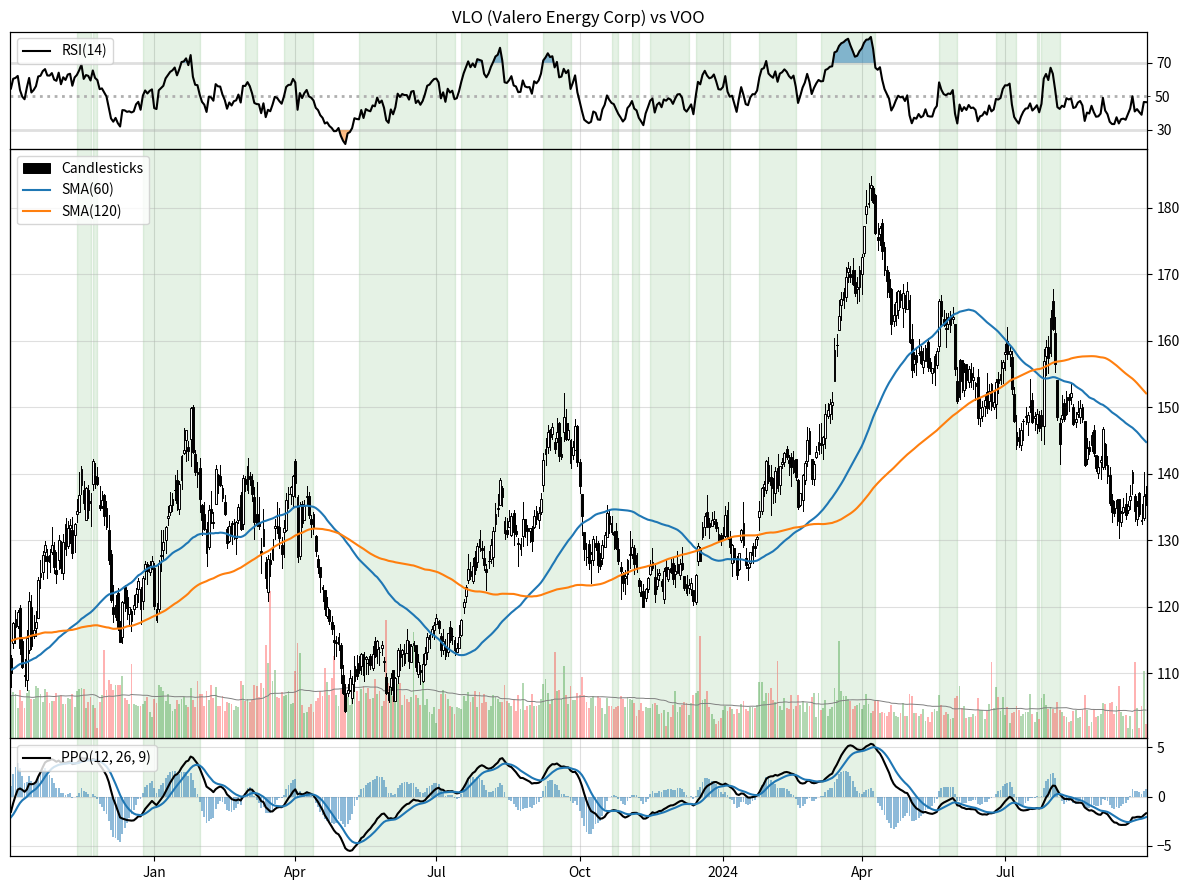 VLO (Valero Energy Corp) vs VOO
RSI(14)
70
50
30
Candlesticks
SMA(60)
SMA(120)
180
170
160
150
140
130
120
110
PPO(12, 26, 9)
5
0
−5
Jan
Apr
Jul
Oct
2024
Apr
Jul